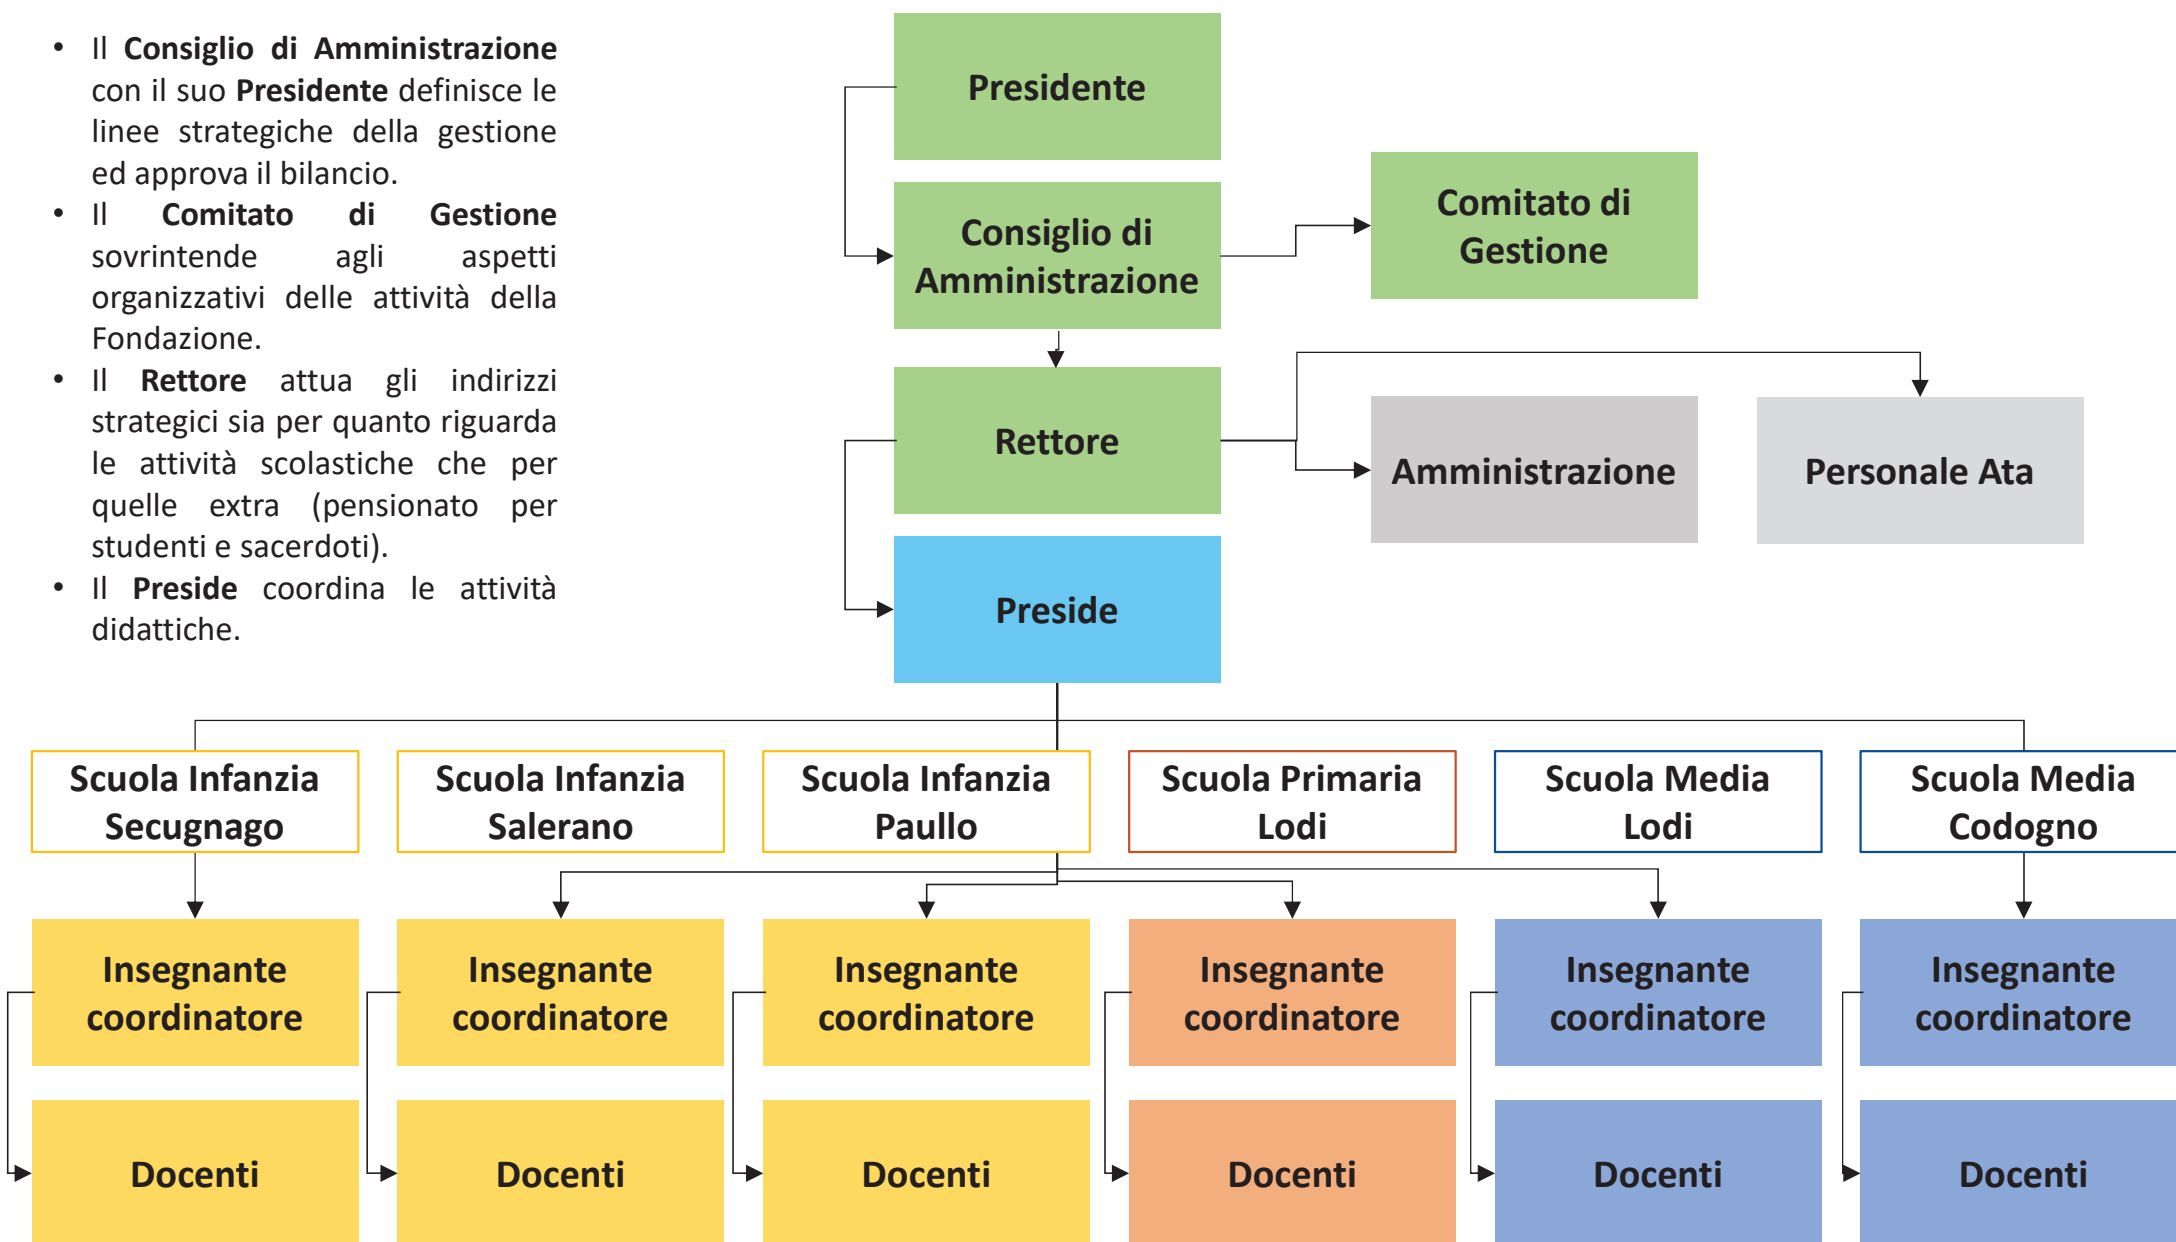 • Il Consiglio di Amministrazione
con il suo Presidente definisce le
linee strategiche della gestione
ed approva il bilancio.
• Il Comitato di Gestione
sovrintende agli aspetti
organizzativi delle attività della
Fondazione.
• Il Rettore attua gli indirizzi
strategici sia per quanto riguarda
le attività scolastiche che per
quelle extra (pensionato per
studenti e sacerdoti).
• Il Preside coordina le attività
didattiche.
Presidente
Consiglio di
Amministrazione
Comitato di
Gestione
Rettore
Amministrazione
Personale Ata
Preside
Scuola Infanzia
Secugnago
Scuola Infanzia
Salerano
Scuola Infanzia
Paullo
Scuola Primaria
Lodi
Scuola Media
Lodi
Scuola Media
Codogno
Insegnante
coordinatore
Insegnante
coordinatore
Insegnante
coordinatore
Insegnante
coordinatore
Insegnante
coordinatore
Insegnante
coordinatore
Docenti
Docenti
Docenti
Docenti
Docenti
Docenti